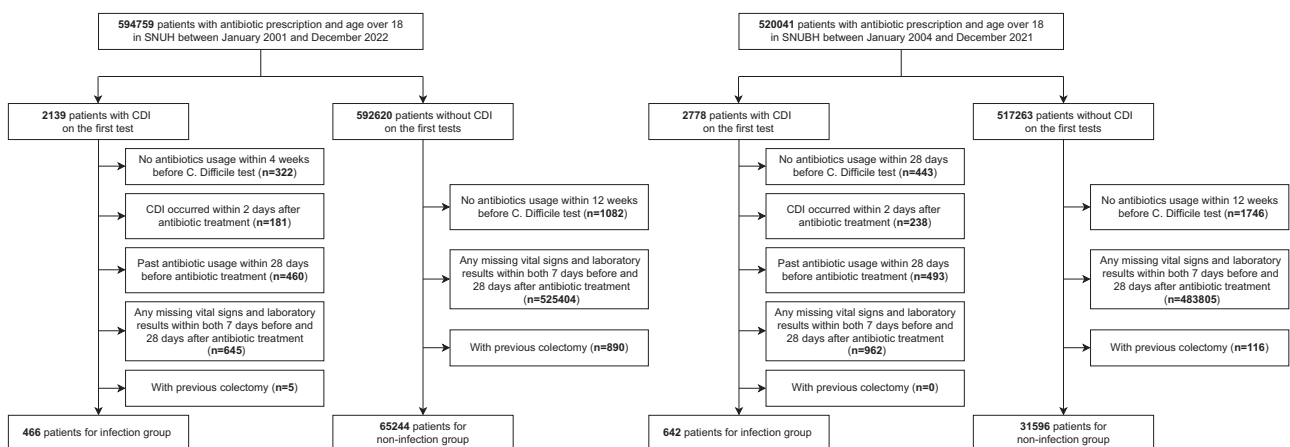 594759 patients with antibiotic prescription and age over 18
in SNUH between January 2001 and December 2022
2139 patients with CDI
on the first test
592620 patients without CDI
on the first tests
No antibiotics usage within 4 weeks
before C. Difficile test (n=322)
CDI occurred within 2 days after
antibiotic treatment (n=181)
Past antibiotic usage within 28 days
before antibiotic treatment (n=460)
Any missing vital signs and laboratory
results within both 7 days before and
28 days after antibiotic treatment
(n=645)
With previous colectomy (n=5)
No antibiotics usage within 12 weeks
before C. Difficile test (n=1082)
Any missing vital signs and laboratory
results within both 7 days before and
28 days after antibiotic treatment
(n=525404)
With previous colectomy (n=890)
466 patients for infection group
65244 patients for
non-infection group
520041 patients with antibiotic prescription and age over 18
in SNUBH between January 2004 and December 2021
2778 patients with CDI
on the first test
517263 patients without CDI
on the first tests
No antibiotics usage within 28 days
before C. Difficile test (n=443)
CDI occurred within 2 days after
antibiotic treatment (n=238)
Past antibiotic usage within 28 days
before antibiotic treatment (n=493)
Any missing vital signs and laboratory
results within both 7 days before and
28 days after antibiotic treatment
(n=962)
With previous colectomy (n=0)
No antibiotics usage within 12 weeks
before C. Difficile test (n=1746)
Any missing vital signs and laboratory
results within both 7 days before and
28 days after antibiotic treatment
(n=483805)
With previous colectomy (n=116)
642 patients for infection group
31596 patients for
non-infection group